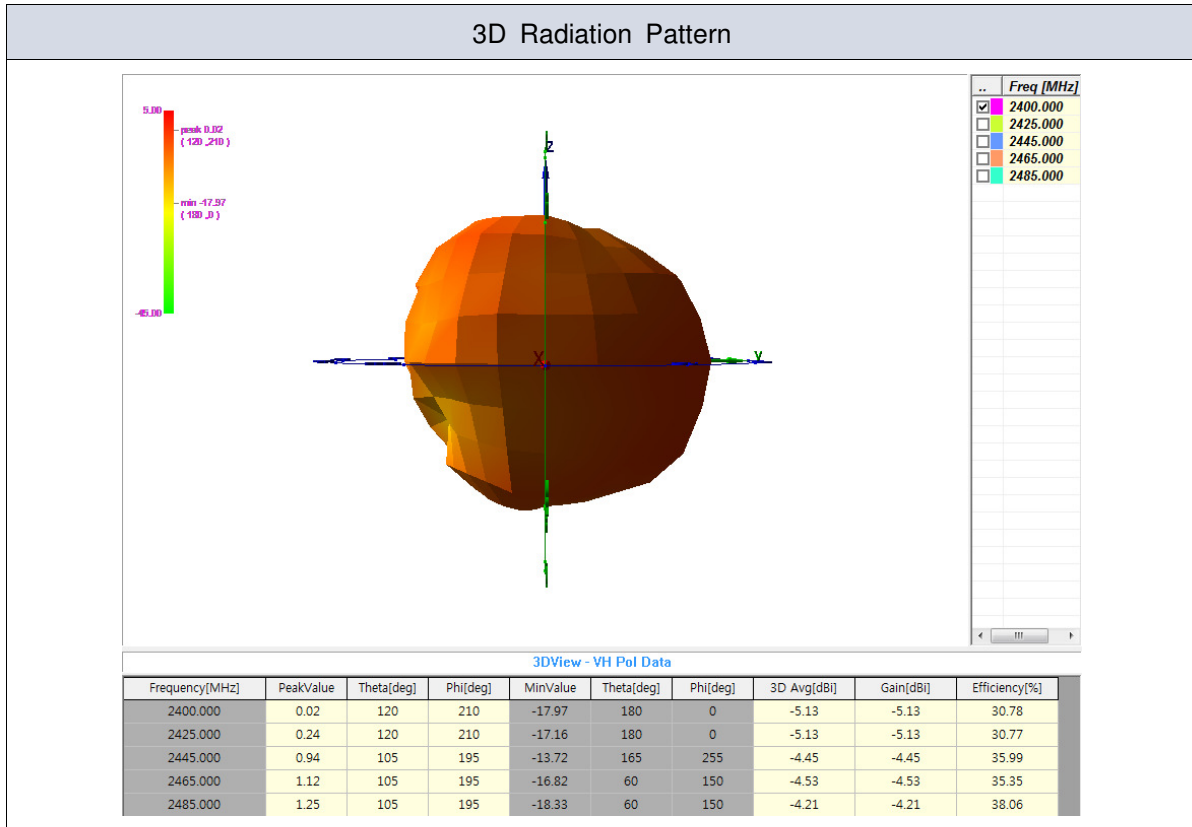 3D Radiation Pattern
.. Freq [MHz]
2400.000
2425.000
2445.000
2465.000
2485.000
5.00
peak 0.02
( 120 ,210 )
min -17.97
( 180 ,0 )
-45.00
Z
X
Y
3DView - VH Pol Data
Frequency[MHz] PeakValue Theta[deg] Phi[deg] MinValue Theta[deg] Phi[deg] 3D Avg[dBi] Gain[dBi] Efficiency[%]
2400.000 0.02 120 210 -17.97 180 0 -5.13 -5.13 30.78
2425.000 0.24 120 210 -17.16 180 0 -5.13 -5.13 30.77
2445.000 0.94 105 195 -13.72 165 255 -4.45 -4.45 35.99
2465.000 1.12 105 195 -16.82 60 150 -4.53 -4.53 35.35
2485.000 1.25 105 195 -18.33 60 150 -4.21 -4.21 38.06